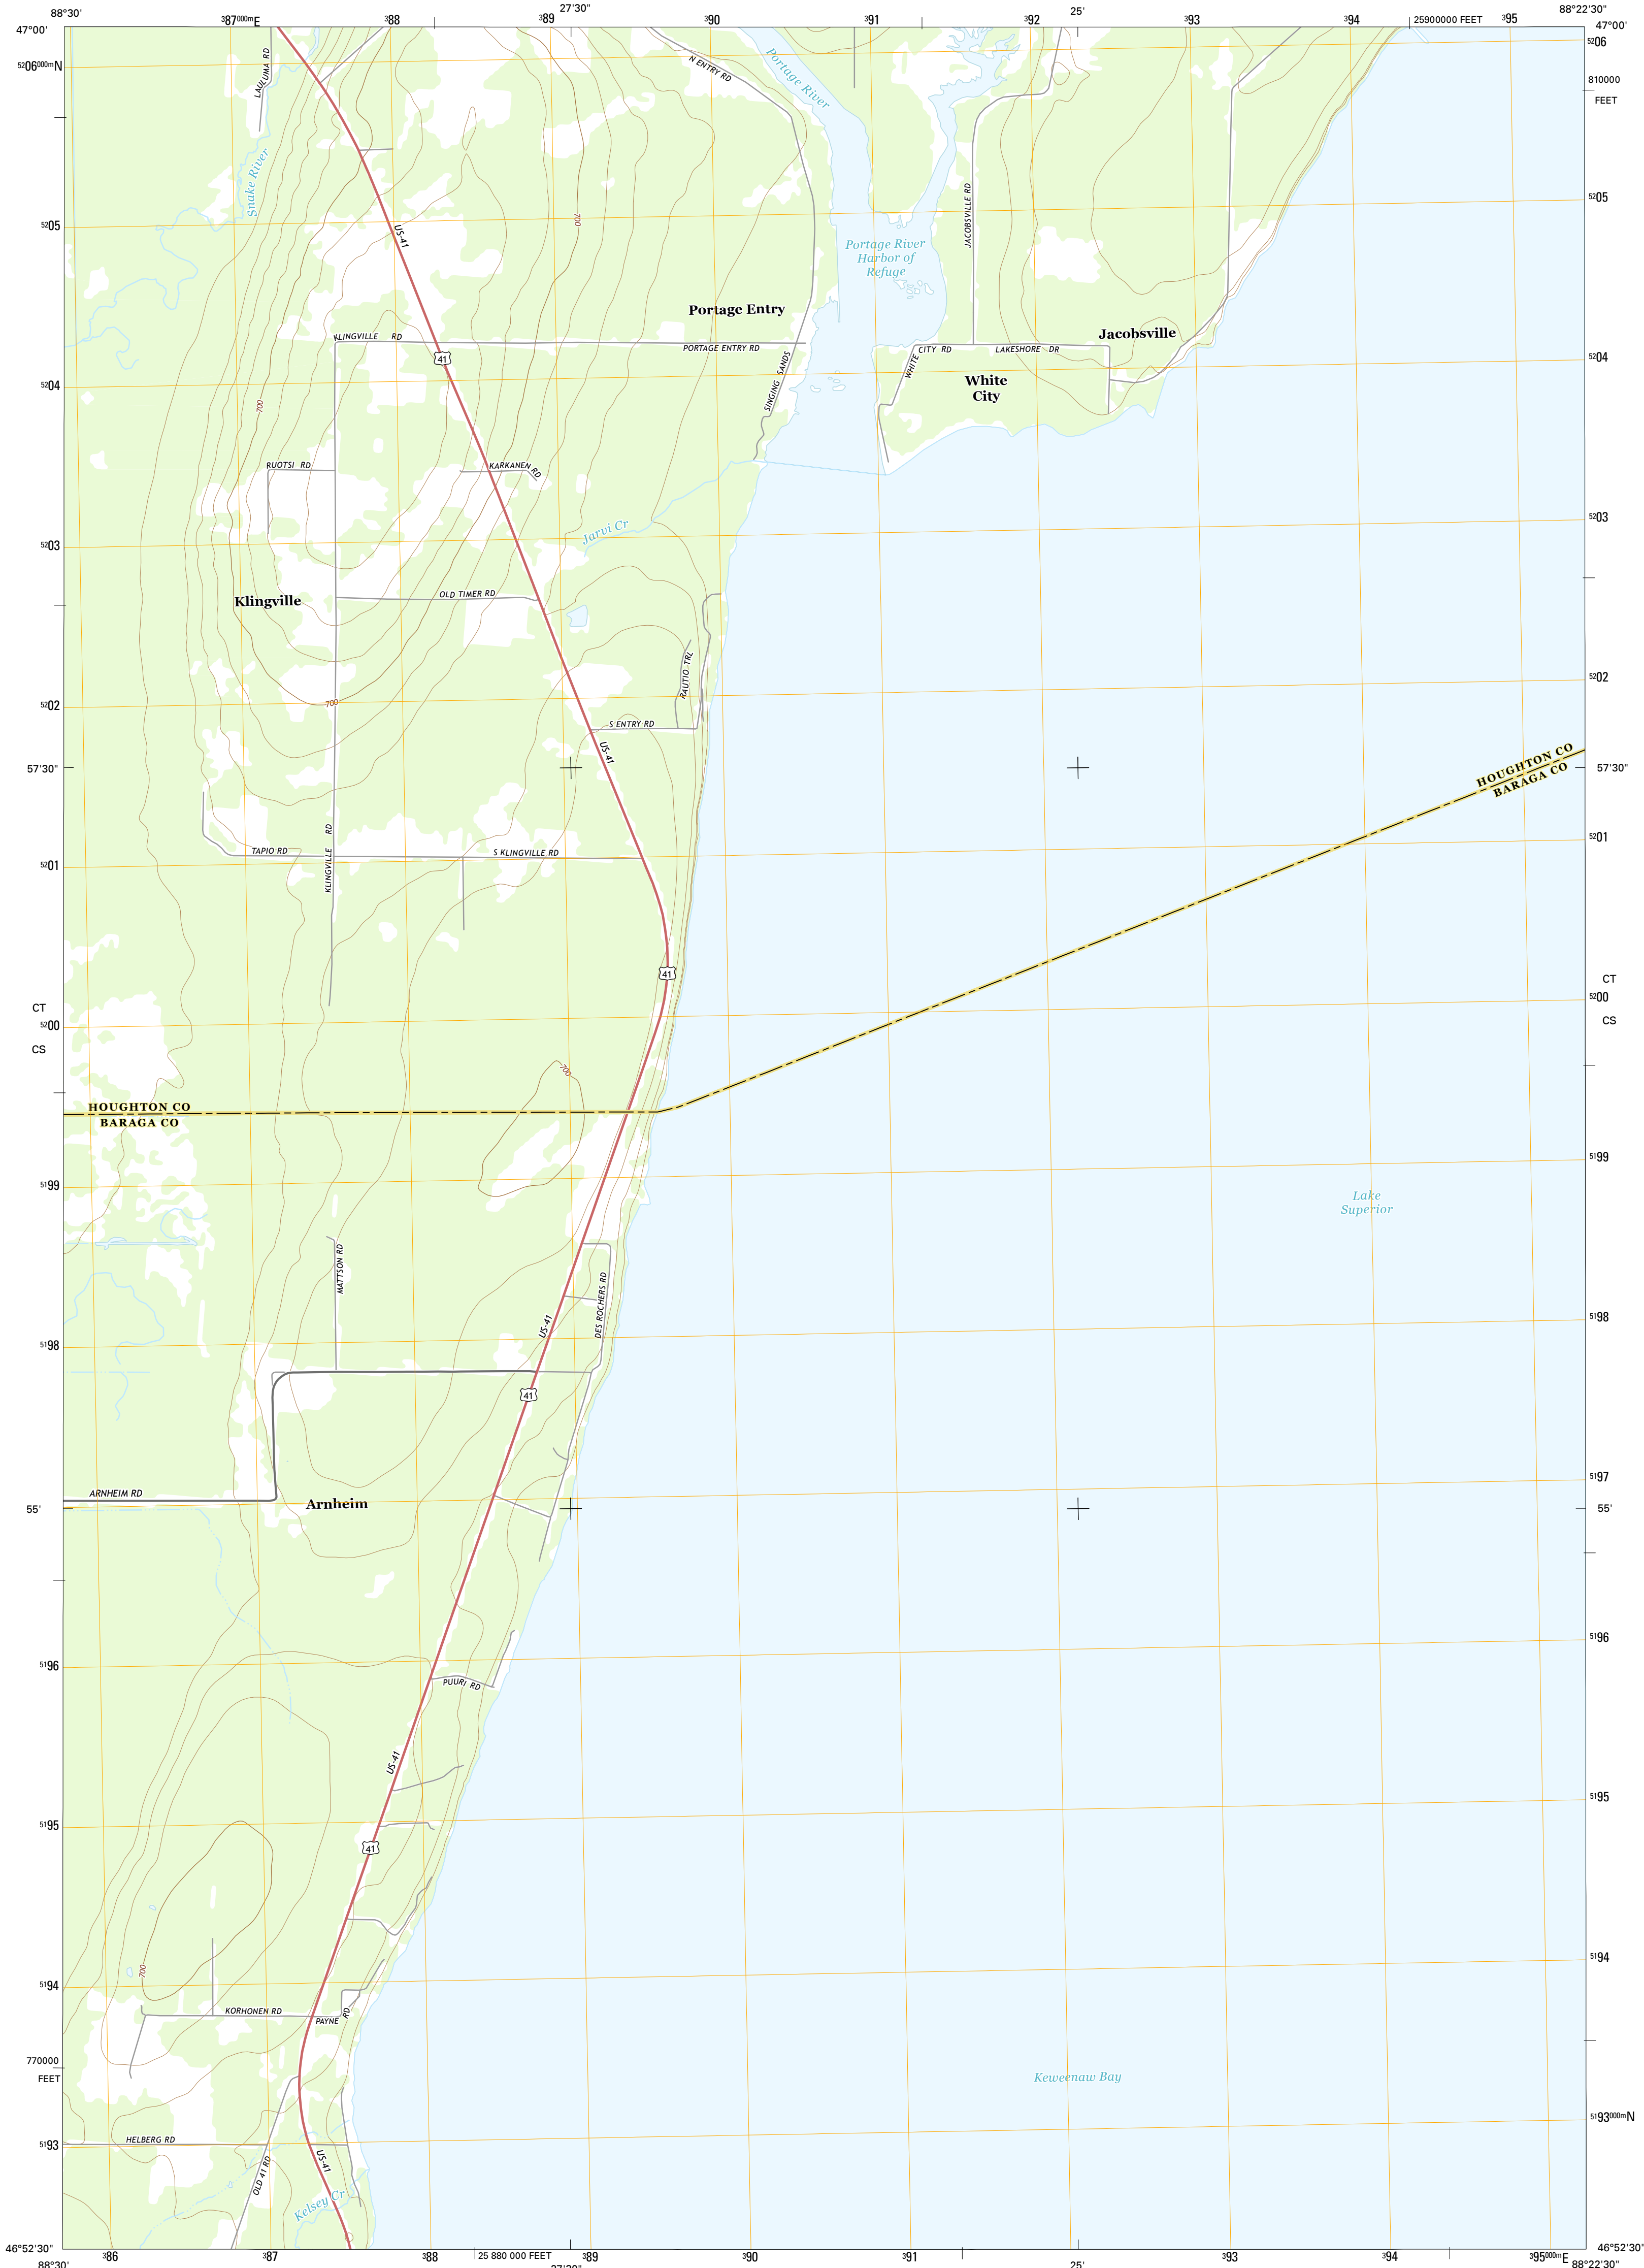 88°30'
³87⁰⁰⁰ᵐE
³88
³89
27'30"
³90
³91
³92
25'
³93
³94
25900000 FEET
³95
88°22'30"
47°00'
47°00'
⁵²06⁰⁰⁰ᵐN
⁵²06
810000
FEET
LAULUMA RD
N ENTRY RD
Portage River
Snake River
⁵²05
⁵²05
700
US-41
JACOBSVILLE RD
Portage River
Harbor of
Refuge
Portage Entry
Jacobsville
KLINGVILLE RD
41
PORTAGE ENTRY RD
WHITE CITY RD
LAKESHORE DR
⁵²04
⁵²04
SINGING SANDS
White
City
700
RUOTSI RD
KARKANEN RD
⁵²03
⁵²03
Jarvi Cr
Klingville
OLD TIMER RD
RAUTIO TRL
⁵²02
⁵²02
700
S ENTRY RD
US-41
57'30"
57'30"
HOUGHTON CO
BARAGA CO
⁵²01
⁵²01
TAPIO RD
KLINGVILLE RD
S KLINGVILLE RD
41
CT
⁵²00
CS
CT
⁵²00
CS
700
HOUGHTON CO
BARAGA CO
⁵¹99
⁵¹99
Lake
Superior
MATTSON RD
DES ROCHERS RD
US-41
⁵¹98
⁵¹98
41
ARNHEIM RD
Arnheim
⁵¹97
55'
55'
⁵¹96
⁵¹96
PUURI RD
US-41
⁵¹95
⁵¹95
41
700
⁵¹94
⁵¹94
KORHONEN RD
PAYNE RD
770000
FEET
Keweenaw Bay
⁵¹93
⁵¹93⁰⁰⁰ᵐN
HELBERG RD
OLD 41 RD
US-41
Kelsey Cr
46°52'30"
46°52'30"
88°30'
³86
³87
³88
25 880 000 FEET
27'30"
³89
³90
³91
25'
³93
³94
³95⁰⁰⁰ᵐE
88°22'30"